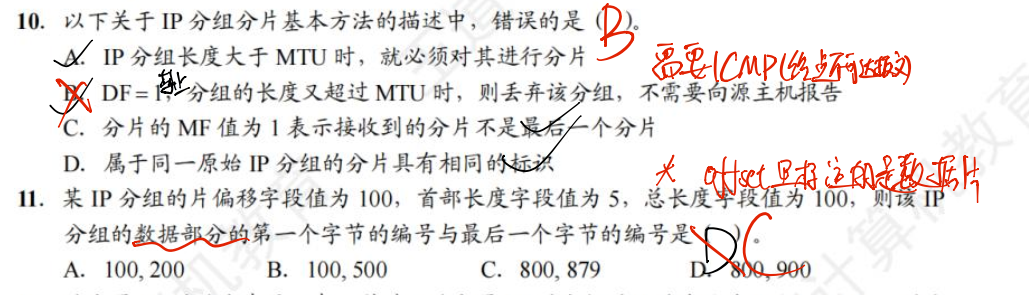 10. 以下关于 IP 分组分片基本方法的描述中，错误的是（B）。
A. IP 分组长度大于 MTU 时，就必须对其进行分片
需要ICMP(终点不可达报文)
B. DF = 1，禁止 分组的长度又超过 MTU 时，则丢弃该分组，不需要向源主机报告
C. 分片的 MF 值为 1 表示接收到的分片不是最后一个分片
D. 属于同一原始 IP 分组的分片具有相同的标识
* offset 是数据片
11. 某 IP 分组的片偏移字段值为 100，首部长度字段值为 5，总长度字段值为 100，则该 IP
分组的数据部分的第一个字节的编号与最后一个字节的编号是（D C）。
A. 100, 200 B. 100, 500 C. 800, 879 D. 800, 900
机教育
计算机教育